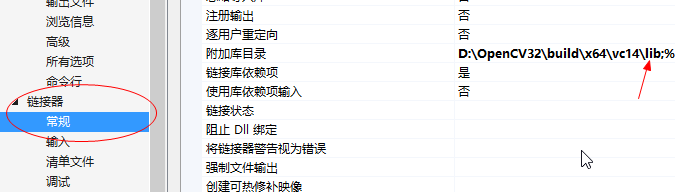 输出文件
浏览信息
高级
所有选项
命令行
链接器
常规
输入
清单文件
调试
注册输出 否
逐用户重定向 否
附加库目录 D:\OpenCV32\build\x64\vc14\lib;%
链接库依赖项 是
使用库依赖项输入 否
链接状态
阻止 Dll 绑定
将链接器警告视为错误
强制文件输出
创建可热修补映像